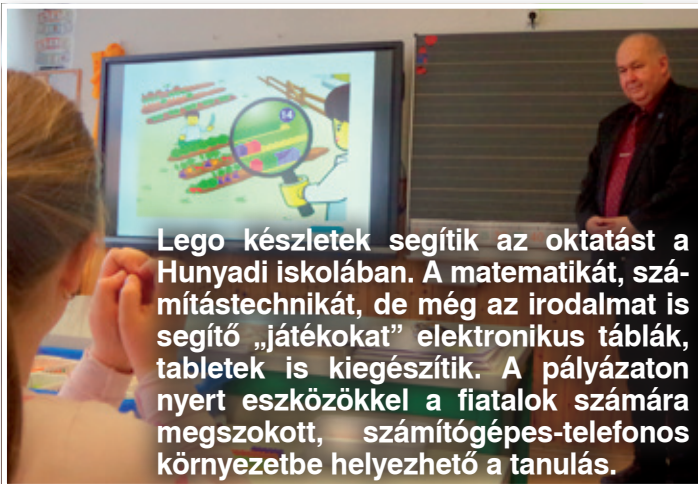 14
Lego készletek segítik az oktatást a
Hunyadi iskolában. A matematikát, szá-
mítástechnikát, de még az irodalmat is
segítő „játékokat” elektronikus táblák,
tabletek is kiegészítik. A pályázaton
nyert eszközökkel a fiatalok számára
megszokott, számítógépes-telefonos
környezetbe helyezhető a tanulás.